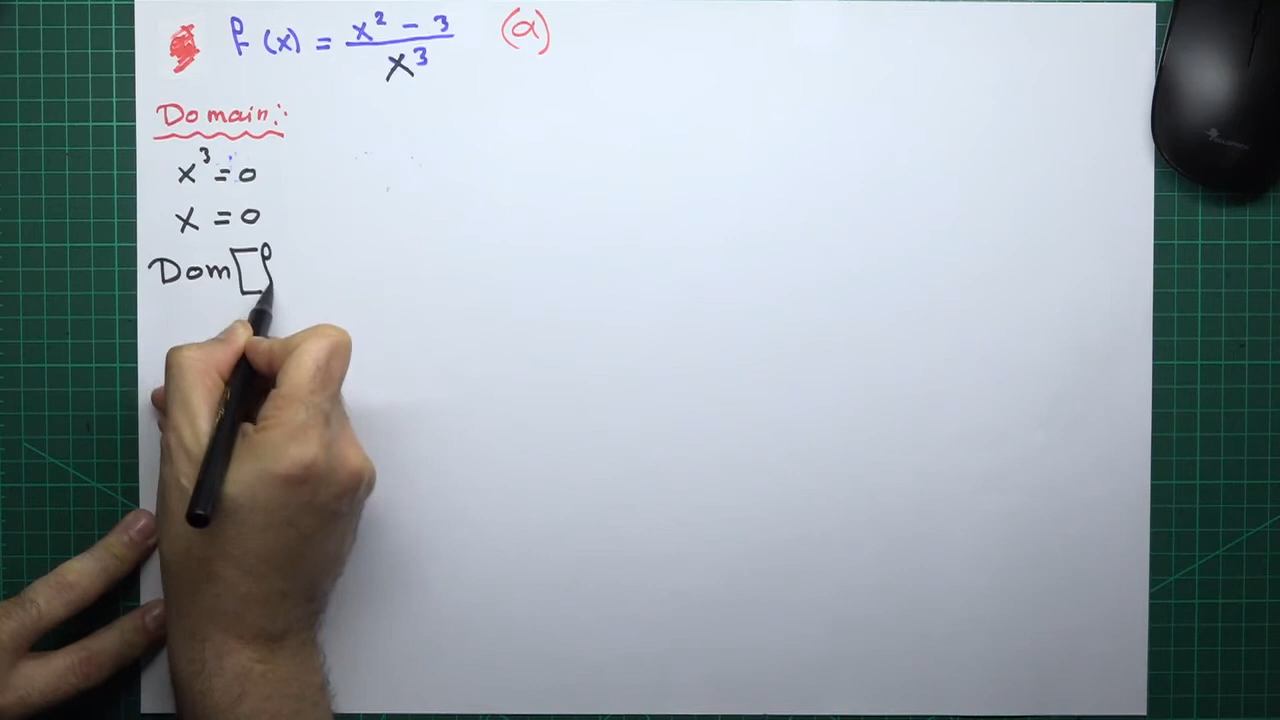 f(x) = x² - 3 / x³ (a)
Domain:
x³ = 0
x = 0
Dom [f